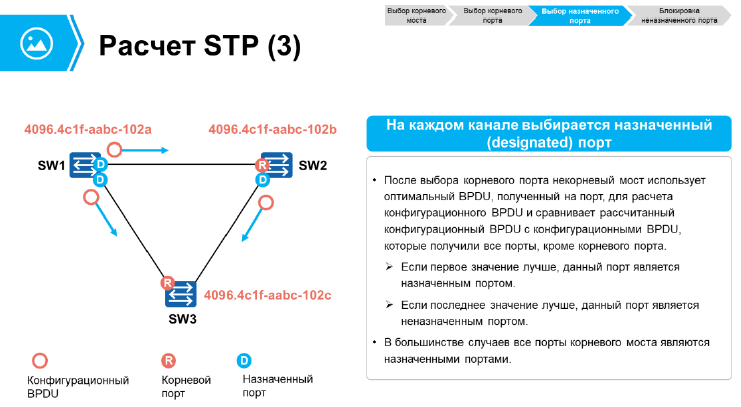 Выбор корневого
моста
Выбор корневого
порта
Выбор назначенного
порта
Блокировка
неназначенного порта
Расчет STP (3)
4096.4c1f-aabc-102a
4096.4c1f-aabc-102b
SW1
D
D
R
D
SW2
R
4096.4c1f-aabc-102c
SW3
Конфигурационный
BPDU
R
Корневой
порт
D
Назначенный
порт
На каждом канале выбирается назначенный
(designated) порт
• После выбора корневого порта некорневый мост использует
оптимальный BPDU, полученный на порт, для расчета
конфигурационного BPDU и сравнивает рассчитанный
конфигурационный BPDU с конфигурационными BPDU,
которые получили все порты, кроме корневого порта.
➢ Если первое значение лучше, данный порт является
назначенным портом.
➢ Если последнее значение лучше, данный порт является
неназначенным портом.
• В большинстве случаев все порты корневого моста являются
назначенными портами.